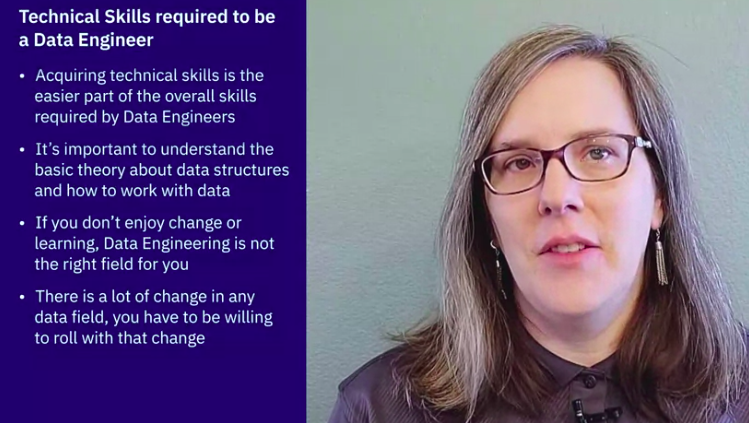 Technical Skills required to be
a Data Engineer
• Acquiring technical skills is the
easier part of the overall skills
required by Data Engineers
• It's important to understand the
basic theory about data structures
and how to work with data
• If you don't enjoy change or
learning, Data Engineering is not
the right field for you
• There is a lot of change in any
data field, you have to be willing
to roll with that change